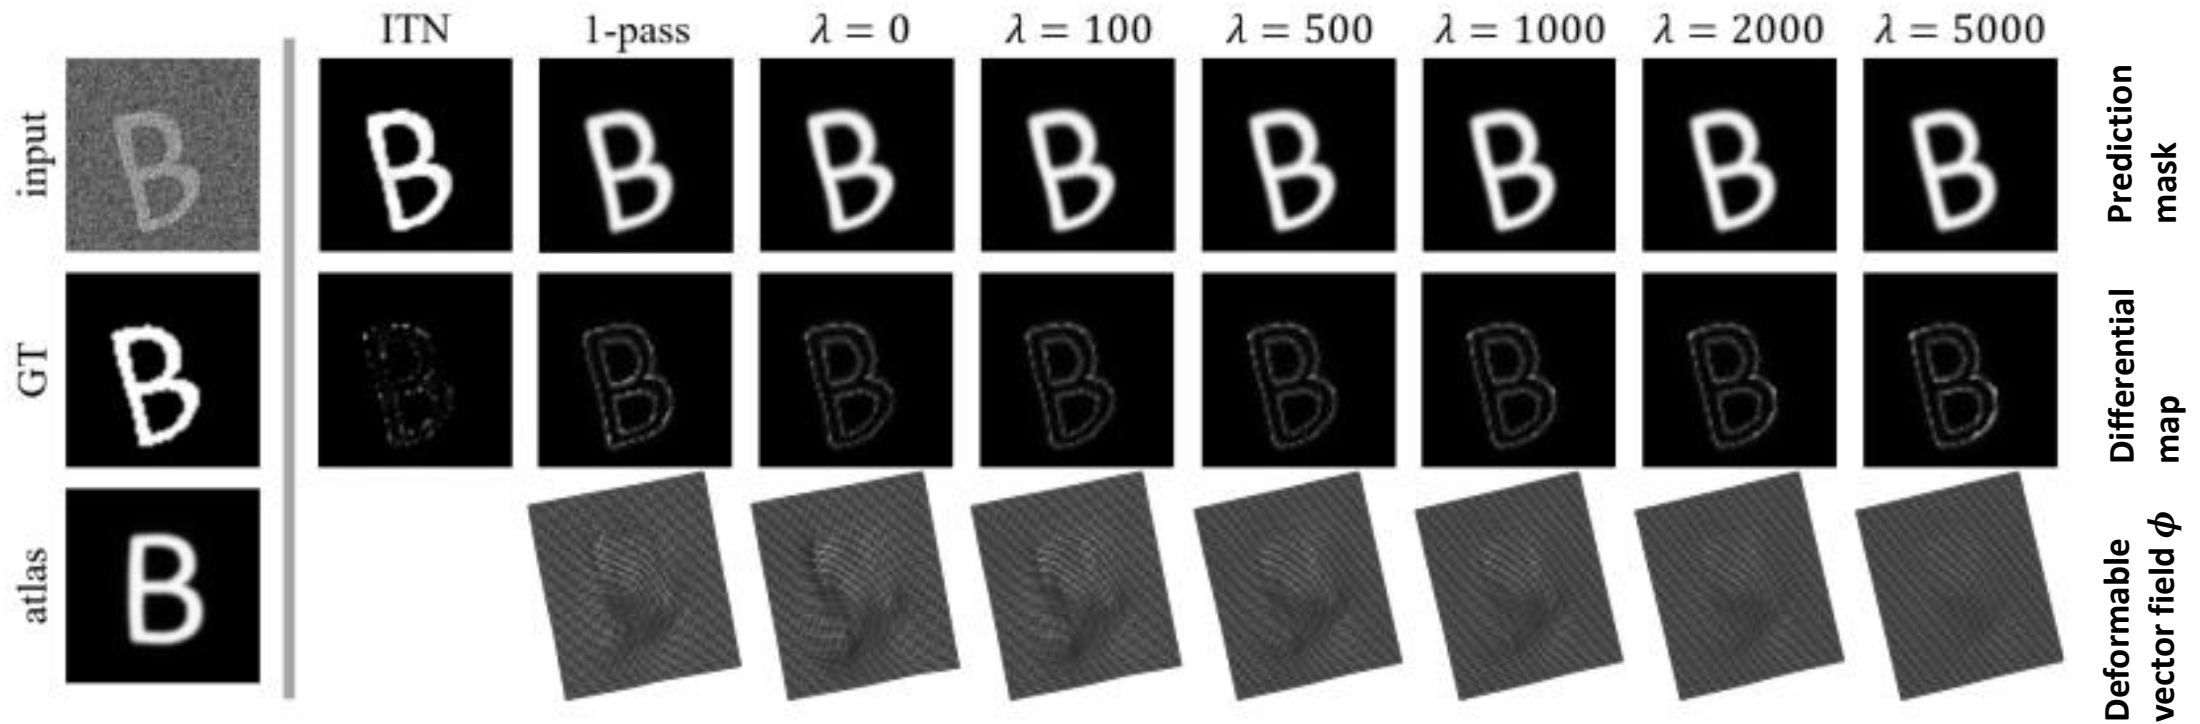 ITN 1-pass λ = 0 λ = 100 λ = 500 λ = 1000 λ = 2000 λ = 5000
input
B B B B B B B B B
Prediction
mask
GT
B B B B B B B B B
Differential
map
atlas
B
Deformable
vector field ϕ